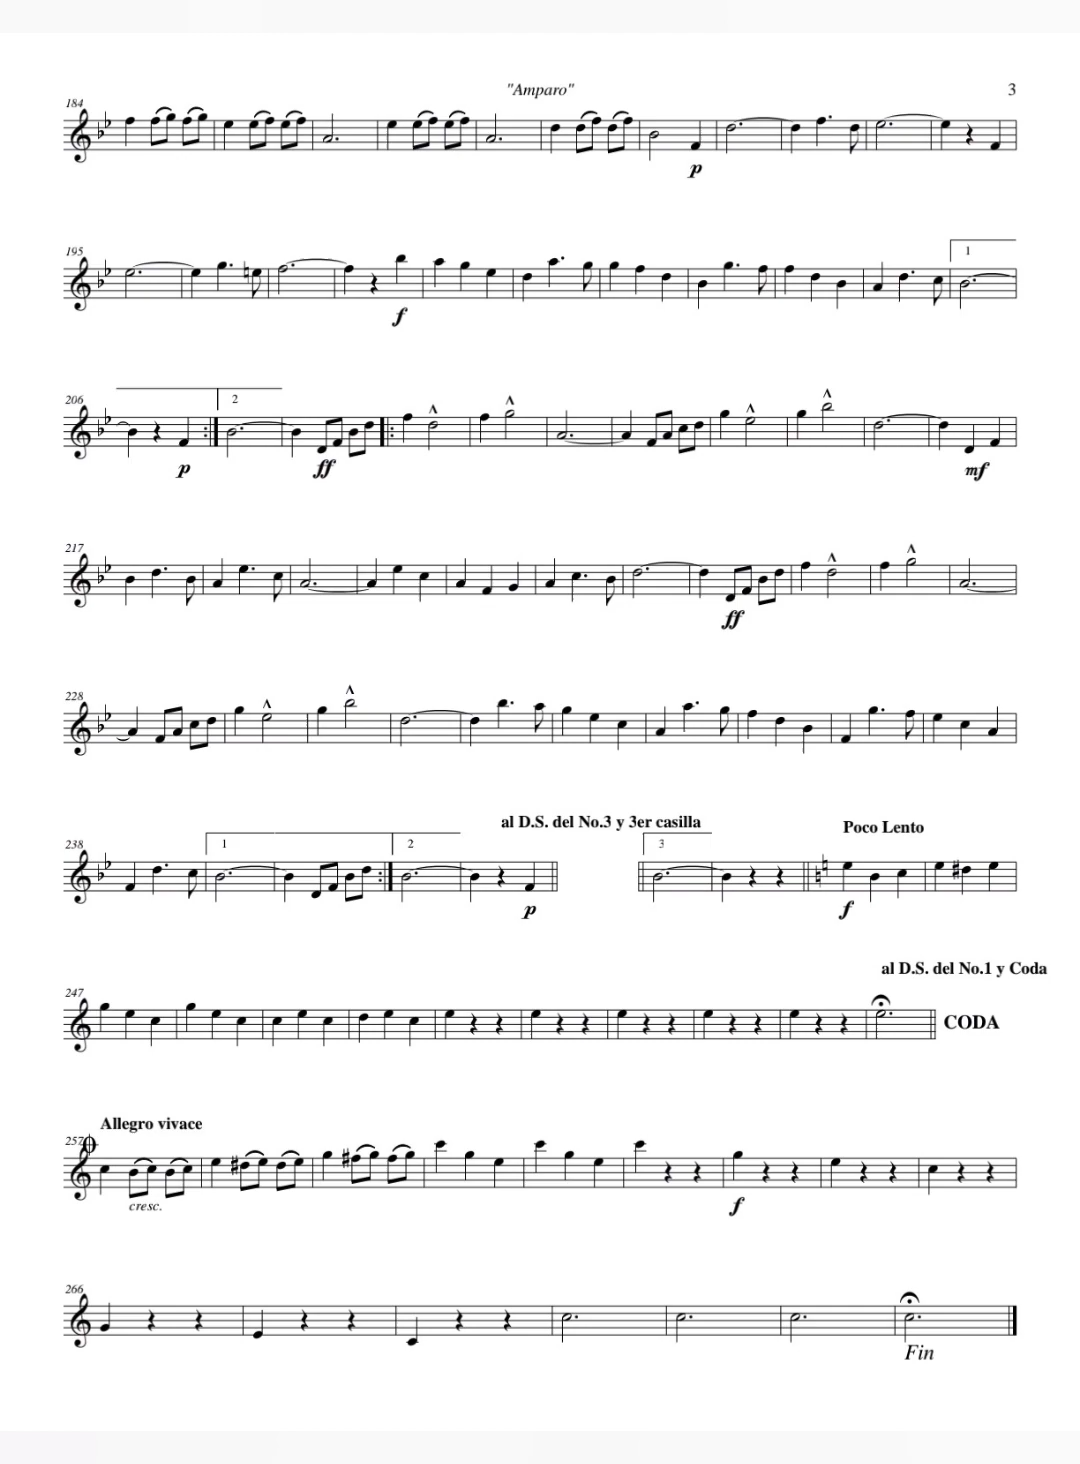 "Amparo"
3
184
p
195
1
f
206
2
p
ff
mf
217
ff
228
al D.S. del No.3 y 3er casilla
Poco Lento
238
1
2
3
p
f
al D.S. del No.1 y Coda
247
CODA
Allegro vivace
257
cresc.
f
266
Fin